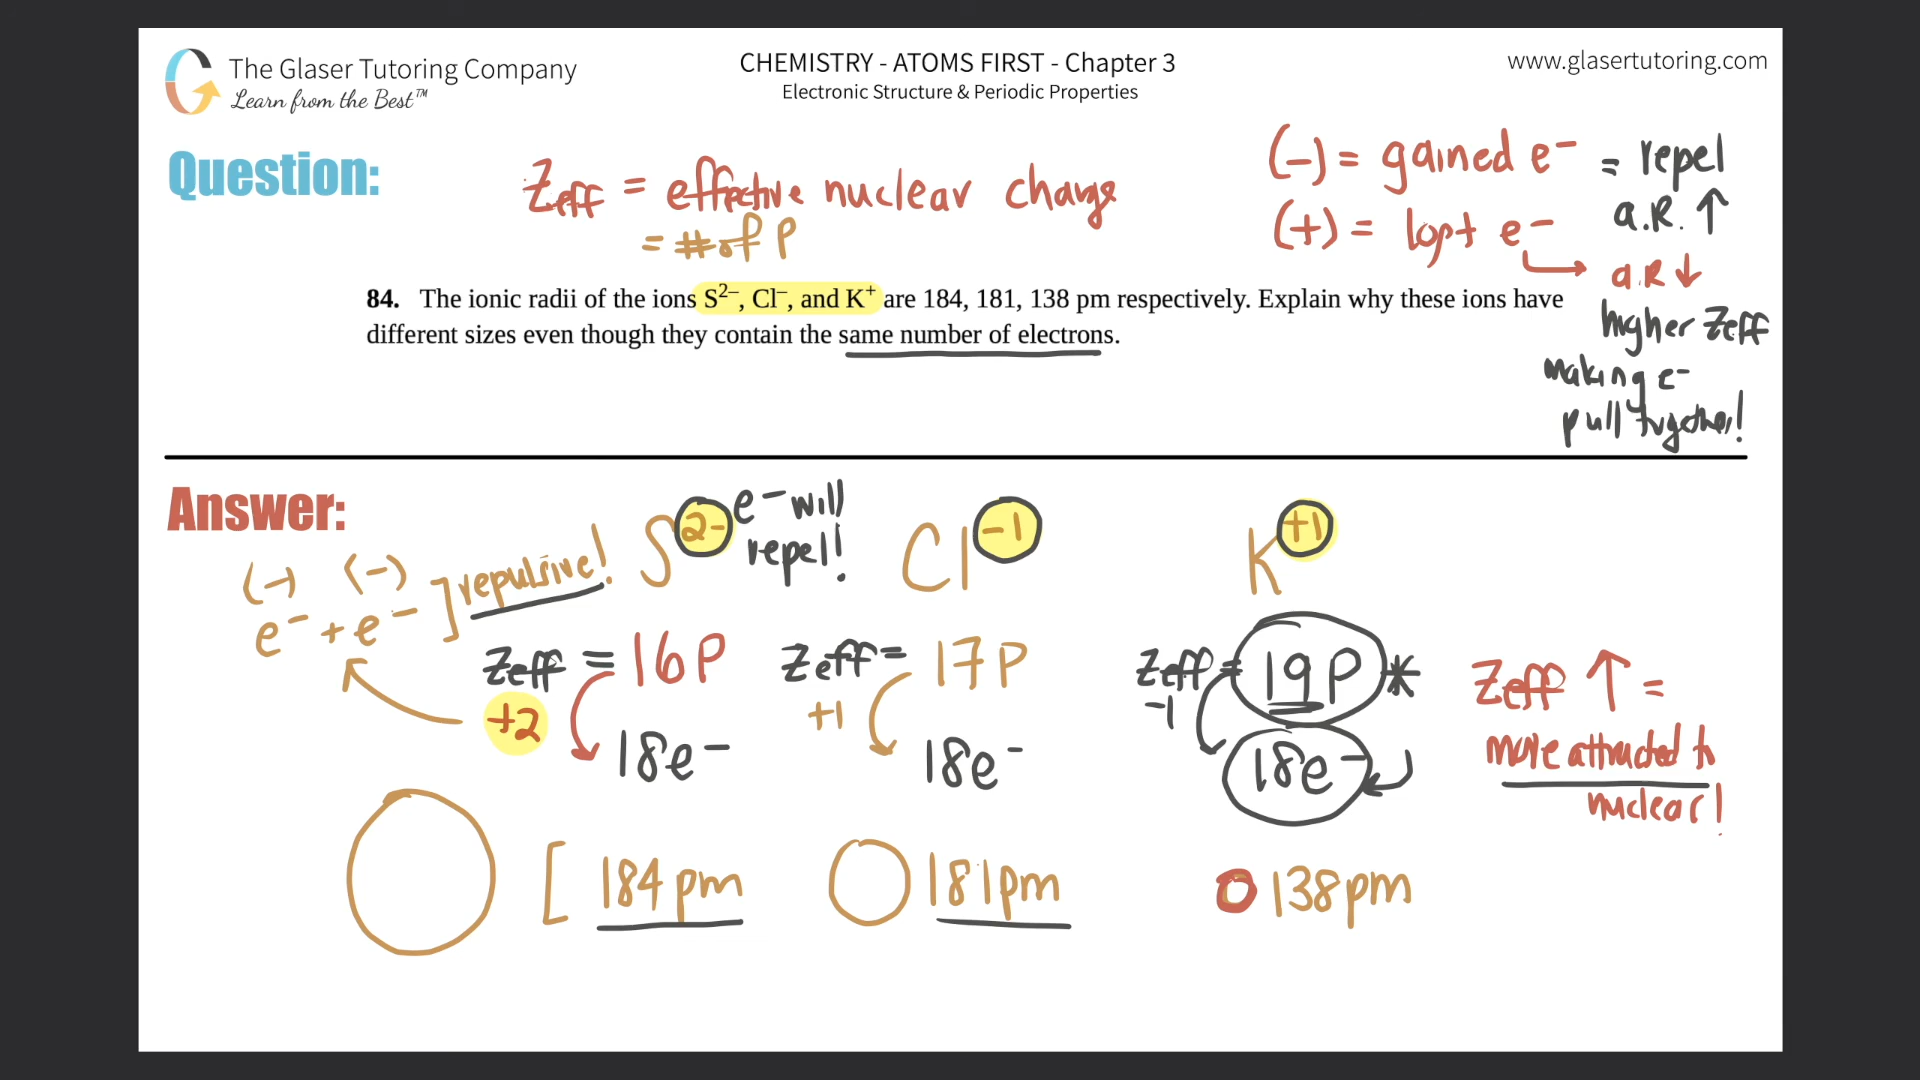 The Glaser Tutoring Company
Learn from the Best™
CHEMISTRY - ATOMS FIRST - Chapter 3
Electronic Structure & Periodic Properties
www.glasertutoring.com
Question:
Zeff = effective nuclear charge
= # of P
(-) = gained e⁻ = repel
a.R. ↑
(+) = lost e⁻
a.R ↓
higher Zeff
making e⁻
pull together!
84. The ionic radii of the ions S²⁻, Cl⁻, and K⁺ are 184, 181, 138 pm respectively. Explain why these ions have
different sizes even though they contain the same number of electrons.
Answer:
(-) (-)
e⁻ + e⁻ ] repulsive!
S²⁻ e⁻ will
repel!
Cl⁻¹
K⁺¹
Zeff = 16P
+2
18e⁻
Zeff = 17P
+1
18e⁻
Zeff = 19P *
-1
18e⁻
Zeff ↑ =
more attracted to
nuclear!
[ 184 pm
181pm
138pm